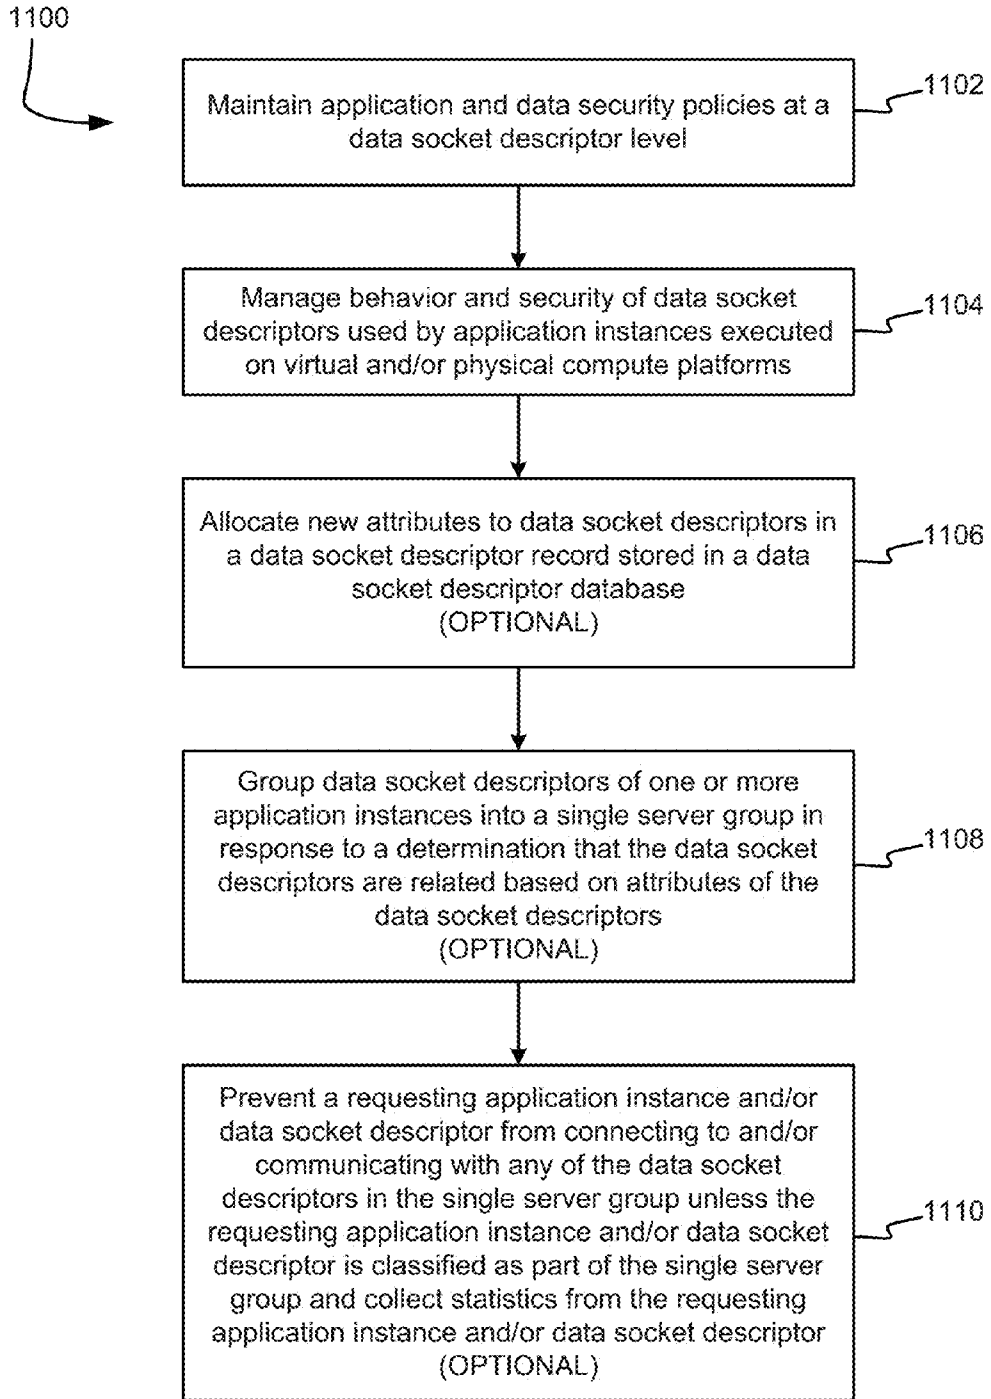 1100
Maintain application and data security policies at a
data socket descriptor level
1102
Manage behavior and security of data socket
descriptors used by application instances executed
on virtual and/or physical compute platforms
1104
Allocate new attributes to data socket descriptors in
a data socket descriptor record stored in a data
socket descriptor database
(OPTIONAL)
1106
Group data socket descriptors of one or more
application instances into a single server group in
response to a determination that the data socket
descriptors are related based on attributes of the
data socket descriptors
(OPTIONAL)
1108
Prevent a requesting application instance and/or
data socket descriptor from connecting to and/or
communicating with any of the data socket
descriptors in the single server group unless the
requesting application instance and/or data socket
descriptor is classified as part of the single server
group and collect statistics from the requesting
application instance and/or data socket descriptor
(OPTIONAL)
1110